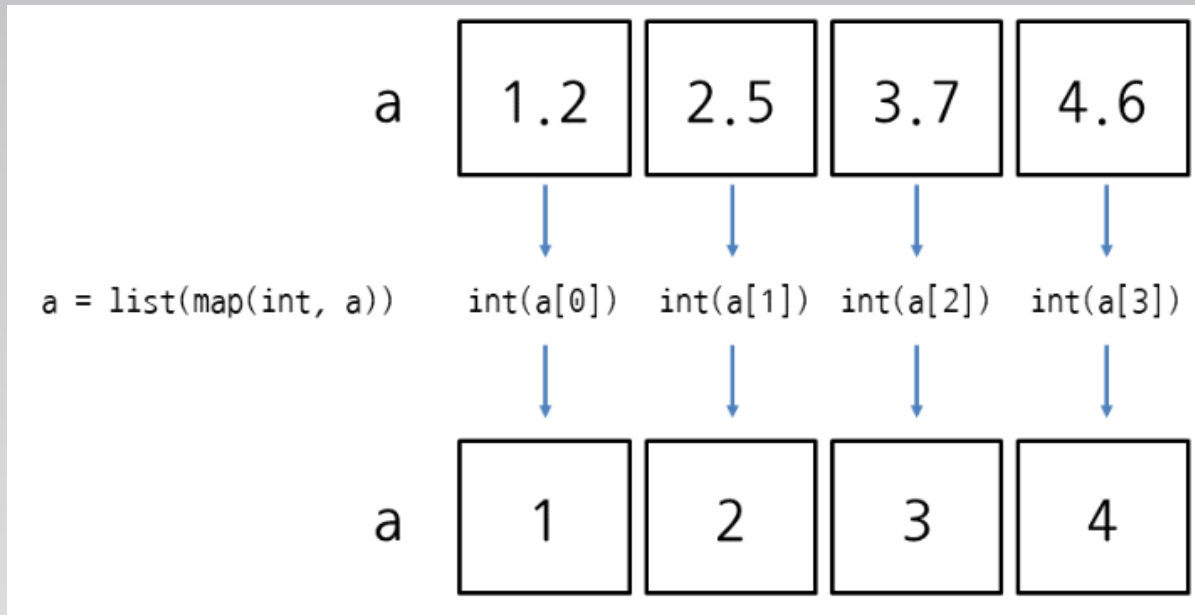 a 1.2 2.5 3.7 4.6
a = list(map(int, a)) int(a[0]) int(a[1]) int(a[2]) int(a[3])
a 1 2 3 4